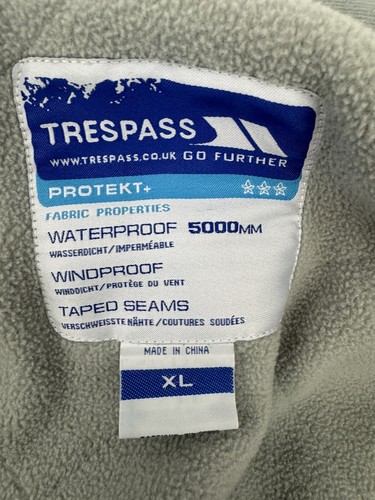 TRESPASS
WWW.TRESPASS.CO.UK GO FURTHER
PROTEKT+
FABRIC PROPERTIES
WATERPROOF 5000MM
WASSERDICHT/IMPERMÉABLE
WINDPROOF
WINDDICHT/PROTÈGE DU VENT
TAPED SEAMS
VERSCHWEISSTE NÄHTE/COUTURES SOUDÉES
MADE IN CHINA
XL